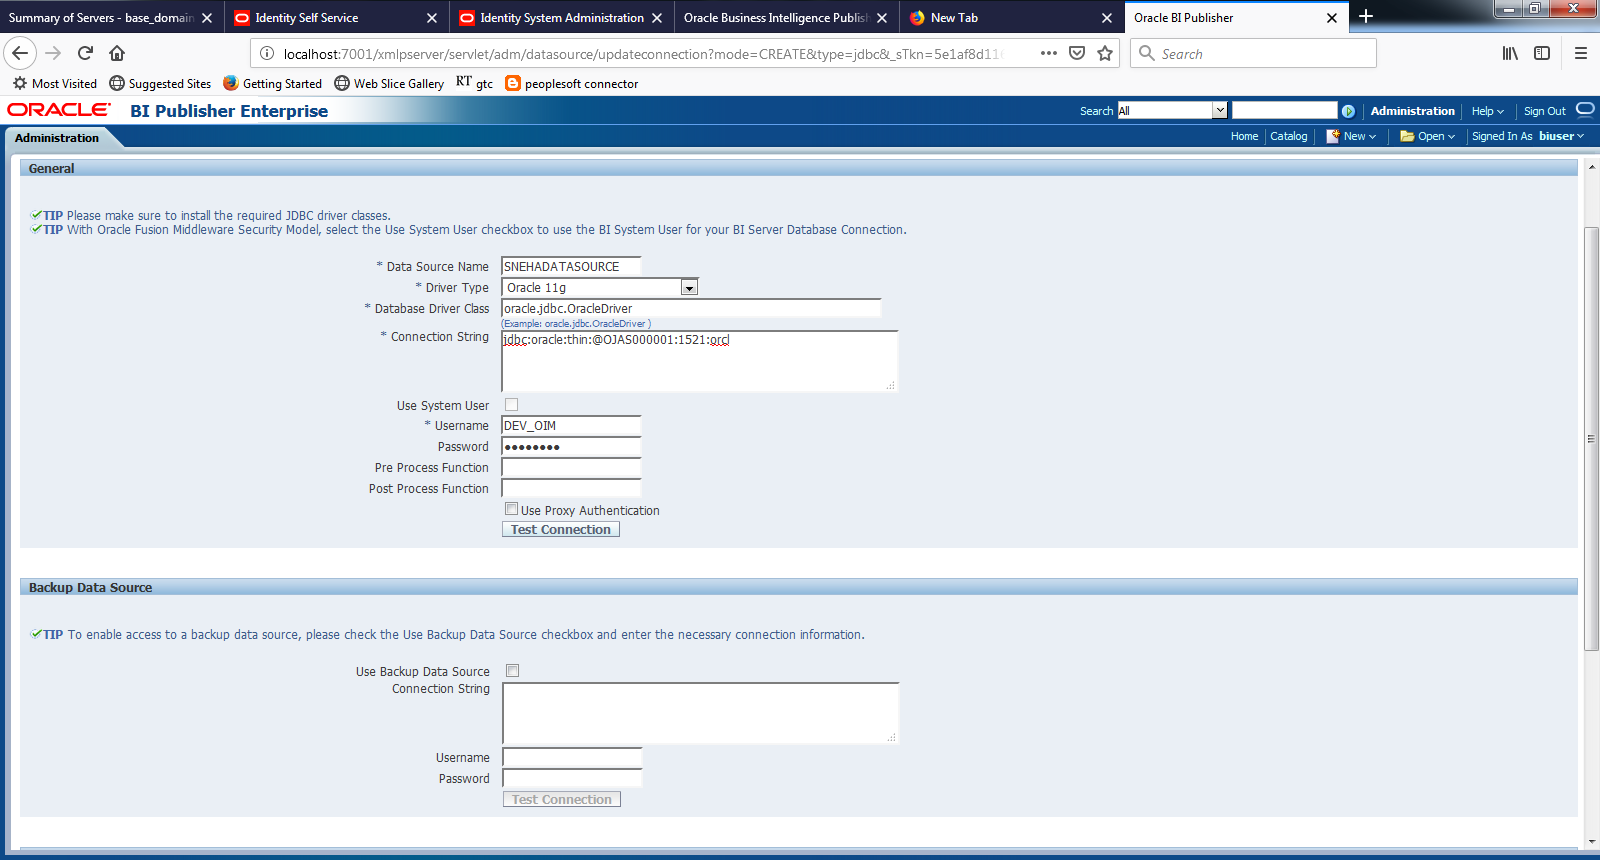 Summary of Servers - base_domain
Identity Self Service
Identity System Administration
Oracle Business Intelligence Publish
New Tab
Oracle BI Publisher
localhost:7001/xmlpserver/servlet/adm/datasource/updateconnection?mode=CREATE&type=jdbc&_sTkn=5e1af8d11
Search
Most Visited
Suggested Sites
Getting Started
Web Slice Gallery
RT gtc
peoplesoft connector
ORACLE BI Publisher Enterprise
Search All
Administration
Help
Sign Out
Administration
Home
Catalog
New
Open
Signed In As biuser
General
TIP Please make sure to install the required JDBC driver classes.
TIP With Oracle Fusion Middleware Security Model, select the Use System User checkbox to use the BI System User for your BI Server Database Connection.
* Data Source Name SNEHADATASOURCE
* Driver Type Oracle 11g
* Database Driver Class oracle.jdbc.OracleDriver
(Example: oracle.jdbc.OracleDriver )
* Connection String jdbc:oracle:thin:@OJAS000001:1521:orcl
Use System User
* Username DEV_OIM
Password ••••••••
Pre Process Function
Post Process Function
Use Proxy Authentication
Test Connection
Backup Data Source
TIP To enable access to a backup data source, please check the Use Backup Data Source checkbox and enter the necessary connection information.
Use Backup Data Source
Connection String
Username
Password
Test Connection